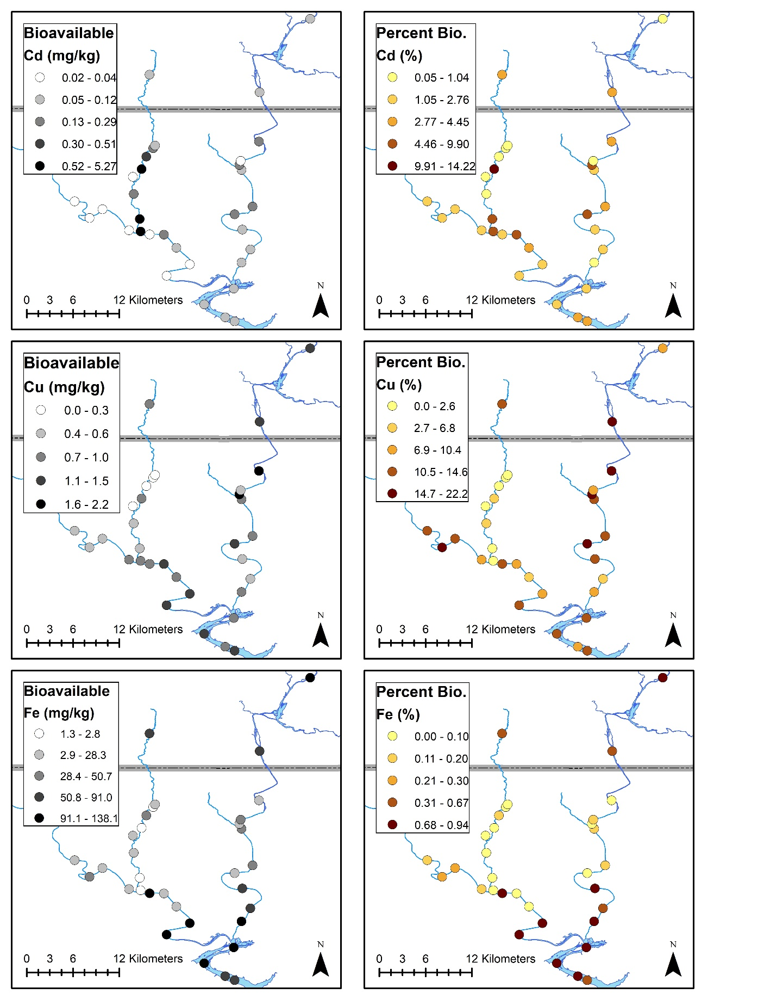 Bioavailable
Cd (mg/kg)
0.02 - 0.04
0.05 - 0.12
0.13 - 0.29
0.30 - 0.51
0.52 - 5.27
N
0 3 6 12 Kilometers
Percent Bio.
Cd (%)
0.05 - 1.04
1.05 - 2.76
2.77 - 4.45
4.46 - 9.90
9.91 - 14.22
N
0 3 6 12 Kilometers
Bioavailable
Cu (mg/kg)
0.0 - 0.3
0.4 - 0.6
0.7 - 1.0
1.1 - 1.5
1.6 - 2.2
N
0 3 6 12 Kilometers
Percent Bio.
Cu (%)
0.0 - 2.6
2.7 - 6.8
6.9 - 10.4
10.5 - 14.6
14.7 - 22.2
N
0 3 6 12 Kilometers
Bioavailable
Fe (mg/kg)
1.3 - 2.8
2.9 - 28.3
28.4 - 50.7
50.8 - 91.0
91.1 - 138.1
N
0 3 6 12 Kilometers
Percent Bio.
Fe (%)
0.00 - 0.10
0.11 - 0.20
0.21 - 0.30
0.31 - 0.67
0.68 - 0.94
N
0 3 6 12 Kilometers